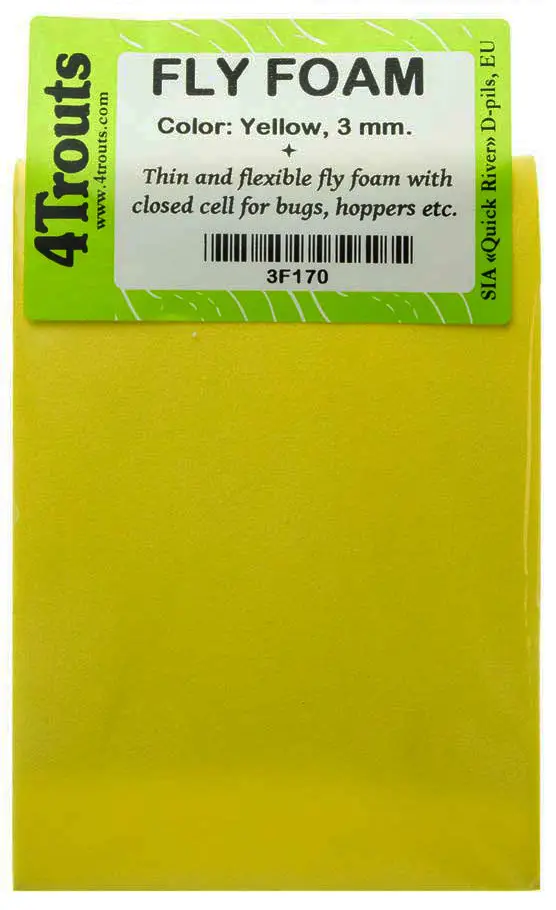 4Trouts
www.4trouts.com
FLY FOAM
Color: Yellow, 3 mm.
Thin and flexible fly foam with
closed cell for bugs, hoppers etc.
3F170
SIA «Quick River» D-pils, EU